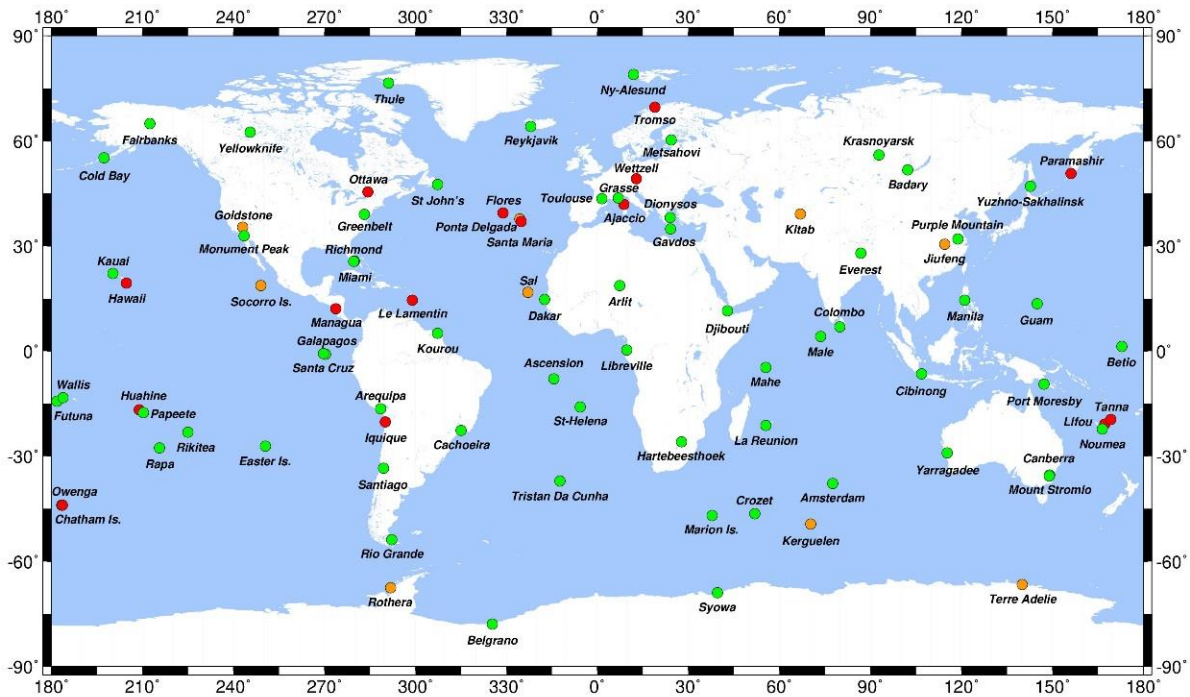 180˚ 210˚ 240˚ 270˚ 300˚ 330˚ 0˚ 30˚ 60˚ 90˚ 120˚ 150˚ 180˚
90˚ 90˚
Thule
Ny-Alesund
Tromso
Fairbanks
Yellowknife
Reykjavik
Metsahovi
Krasnoyarsk
60˚ 60˚
Cold Bay
Ottawa
Wettzell
Badary
Paramashir
St John's
Flores
Toulouse
Grasse
Dionysos
Yuzhno-Sakhalinsk
Goldstone
Greenbelt
Ponta Delgada
Ajaccio
Kitab
Purple Mountain
Monument Peak
Richmond
Santa Maria
Gavdos
Jiufeng
30˚ 30˚
Kauai
Miami
Everest
Hawaii
Socorro Is.
Sal
Arlit
Le Lamentin
Dakar
Colombo
Manila
Guam
Managua
Djibouti
Galapagos
Kourou
Male
0˚ 0˚
Santa Cruz
Ascension
Libreville
Betio
Wallis
Huahine
Arequipa
Mahe
Cibinong
Port Moresby
Futuna
Papeete
St-Helena
Tanna
Rikitea
Iquique
Cachoeira
La Reunion
Lifou
Noumea
Rapa
Easter Is.
Hartebeesthoek
Yarragadee
Canberra
-30˚ -30˚
Santiago
Mount Stromlo
Owenga
Tristan Da Cunha
Crozet
Amsterdam
Chatham Is.
Marion Is.
Kerguelen
Rio Grande
-60˚ -60˚
Rothera
Syowa
Terre Adelie
Belgrano
-90˚ -90˚
180˚ 210˚ 240˚ 270˚ 300˚ 330˚ 0˚ 30˚ 60˚ 90˚ 120˚ 150˚ 180˚